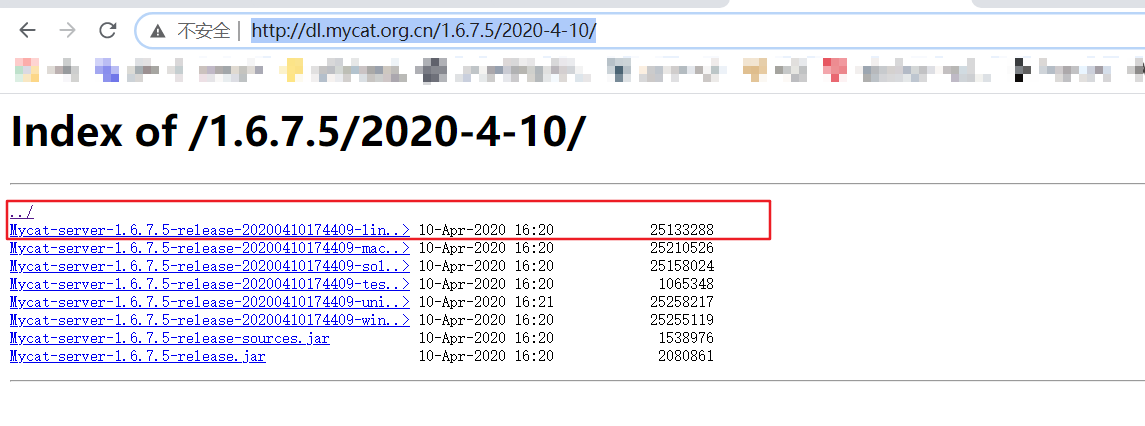 不安全 | http://dl.mycat.org.cn/1.6.7.5/2020-4-10/
Index of /1.6.7.5/2020-4-10/
../
Mycat-server-1.6.7.5-release-20200410174409-lin..> 10-Apr-2020 16:20 25133288
Mycat-server-1.6.7.5-release-20200410174409-mac..> 10-Apr-2020 16:20 25210526
Mycat-server-1.6.7.5-release-20200410174409-sol..> 10-Apr-2020 16:20 25158024
Mycat-server-1.6.7.5-release-20200410174409-tes..> 10-Apr-2020 16:20 1065348
Mycat-server-1.6.7.5-release-20200410174409-uni..> 10-Apr-2020 16:21 25258217
Mycat-server-1.6.7.5-release-20200410174409-win..> 10-Apr-2020 16:20 25255119
Mycat-server-1.6.7.5-release-sources.jar 10-Apr-2020 16:20 1538976
Mycat-server-1.6.7.5-release.jar 10-Apr-2020 16:20 2080861